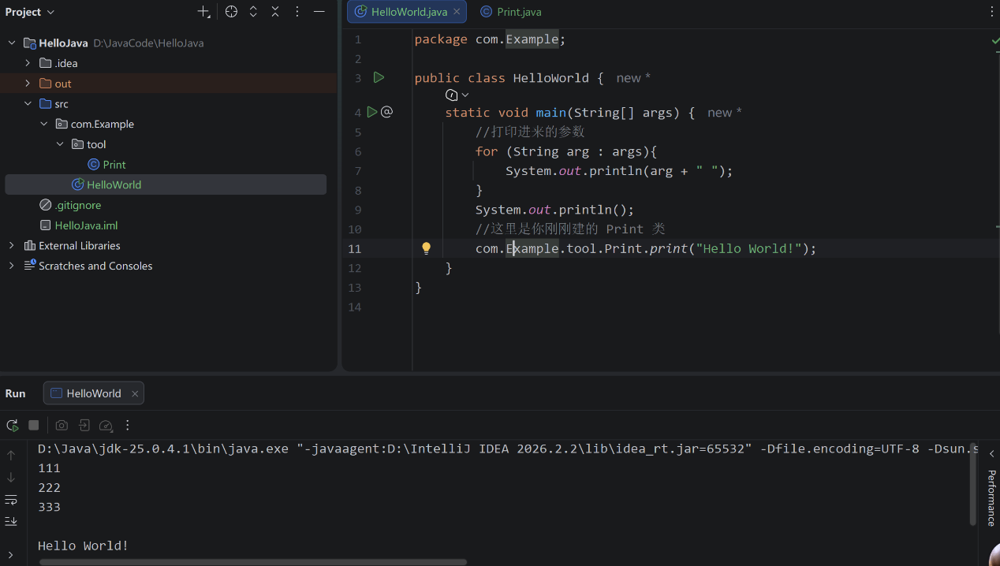 Project
HelloJava D:\JavaCode\HelloJava
.idea
out
src
com.Example
tool
Print
HelloWorld
.gitignore
HelloJava.iml
External Libraries
Scratches and Consoles
HelloWorld.java
Print.java
1 package com.Example;
2
3 public class HelloWorld { new *
4 static void main(String[] args) { new *
5 //打印进来的参数
6 for (String arg : args){
7 System.out.println(arg + " ");
8 }
9 System.out.println();
10 //这里是你刚刚建的 Print 类
11 com.Example.tool.Print.print("Hello World!");
12 }
13 }
14
Run HelloWorld
D:\Java\jdk-25.0.4.1\bin\java.exe "-javaagent:D:\IntelliJ IDEA 2026.2.2\lib\idea_rt.jar=65532" -Dfile.encoding=UTF-8 -Dsun.s
111
222
333
Hello World!
Performance